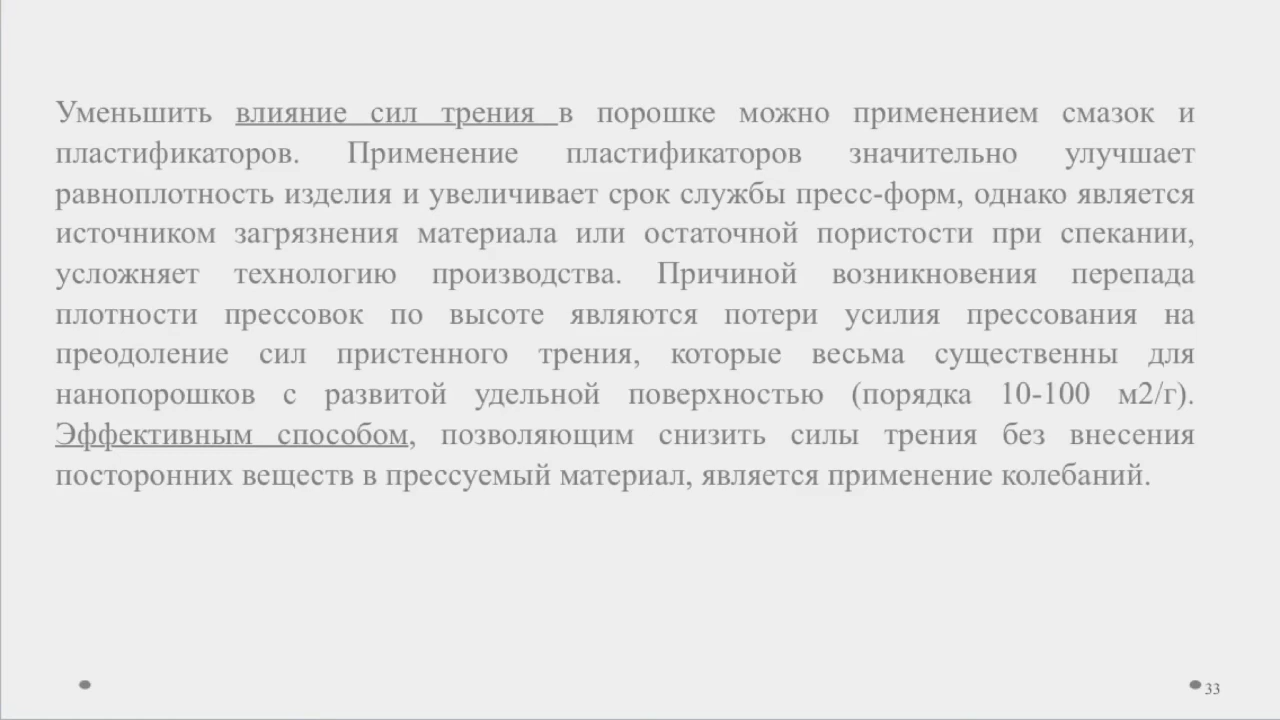 Уменьшить влияние сил трения в порошке можно применением смазок и
пластификаторов. Применение пластификаторов значительно улучшает
равноплотность изделия и увеличивает срок службы пресс-форм, однако является
источником загрязнения материала или остаточной пористости при спекании,
усложняет технологию производства. Причиной возникновения перепада
плотности прессовок по высоте являются потери усилия прессования на
преодоление сил пристенного трения, которые весьма существенны для
нанопорошков с развитой удельной поверхностью (порядка 10-100 м2/г).
Эффективным способом, позволяющим снизить силы трения без внесения
посторонних веществ в прессуемый материал, является применение колебаний.
33